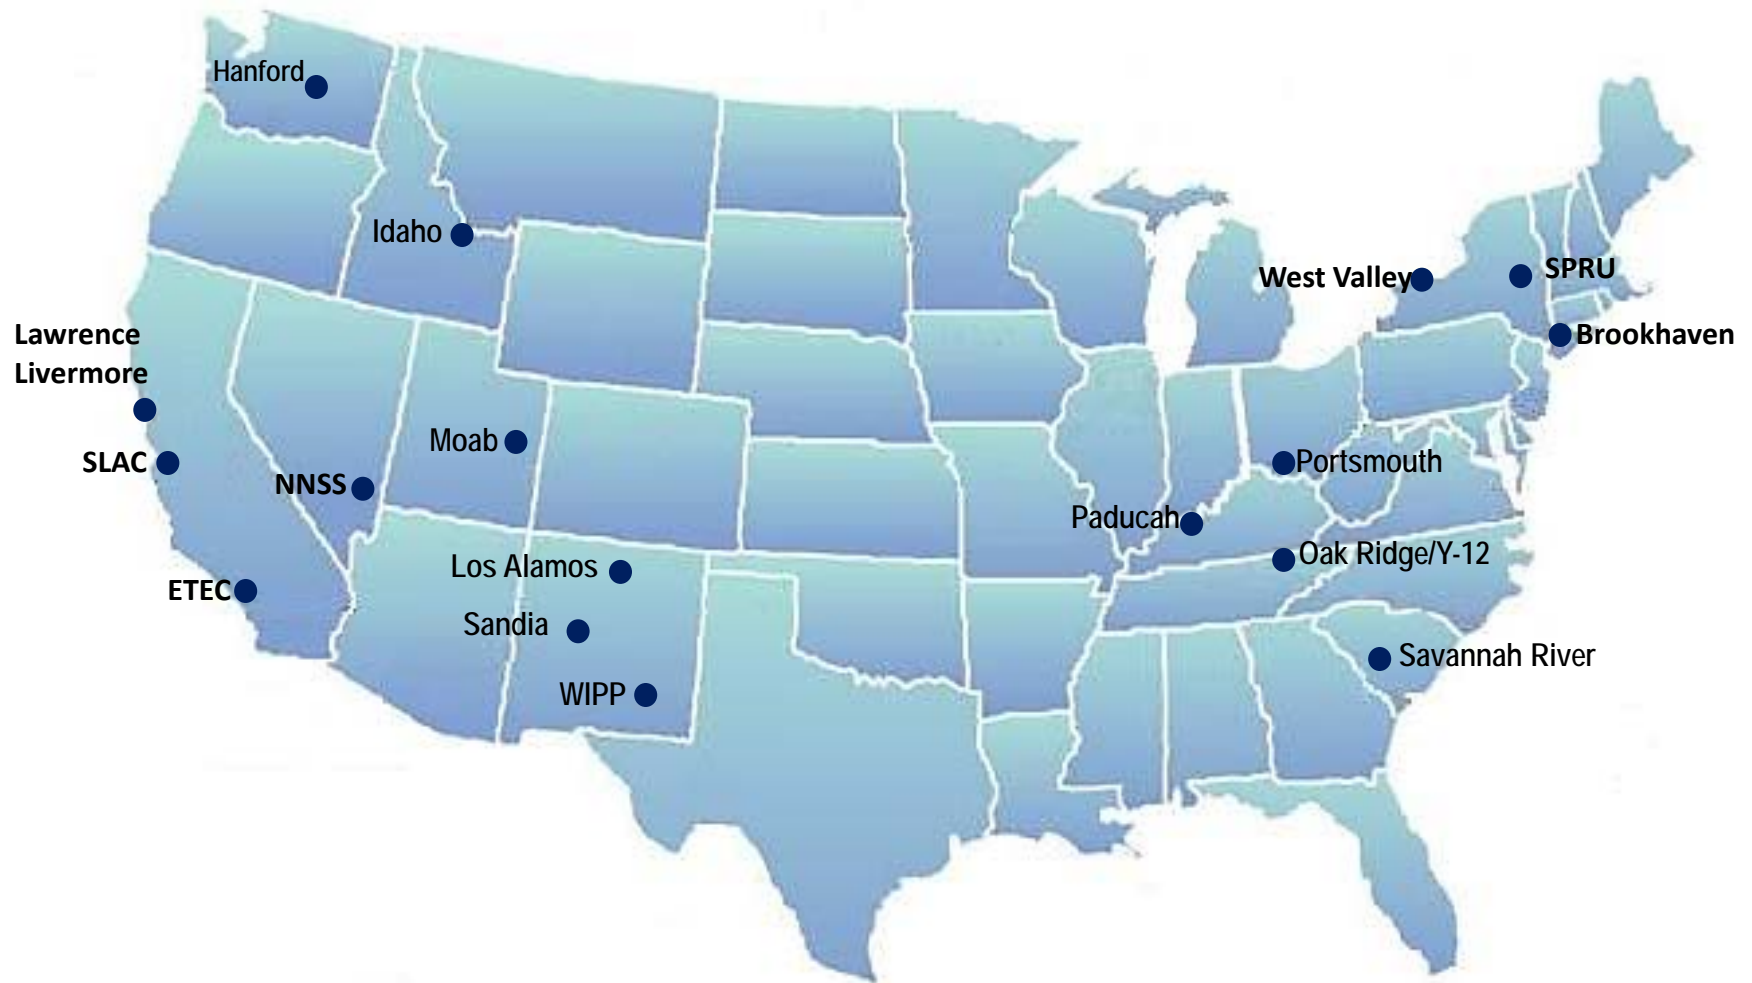 Hanford
Idaho
West Valley
SPRU
Lawrence
Livermore
Brookhaven
Moab
SLAC
Portsmouth
NNSS
Paducah
Oak Ridge/Y-12
Los Alamos
ETEC
Sandia
Savannah River
WIPP